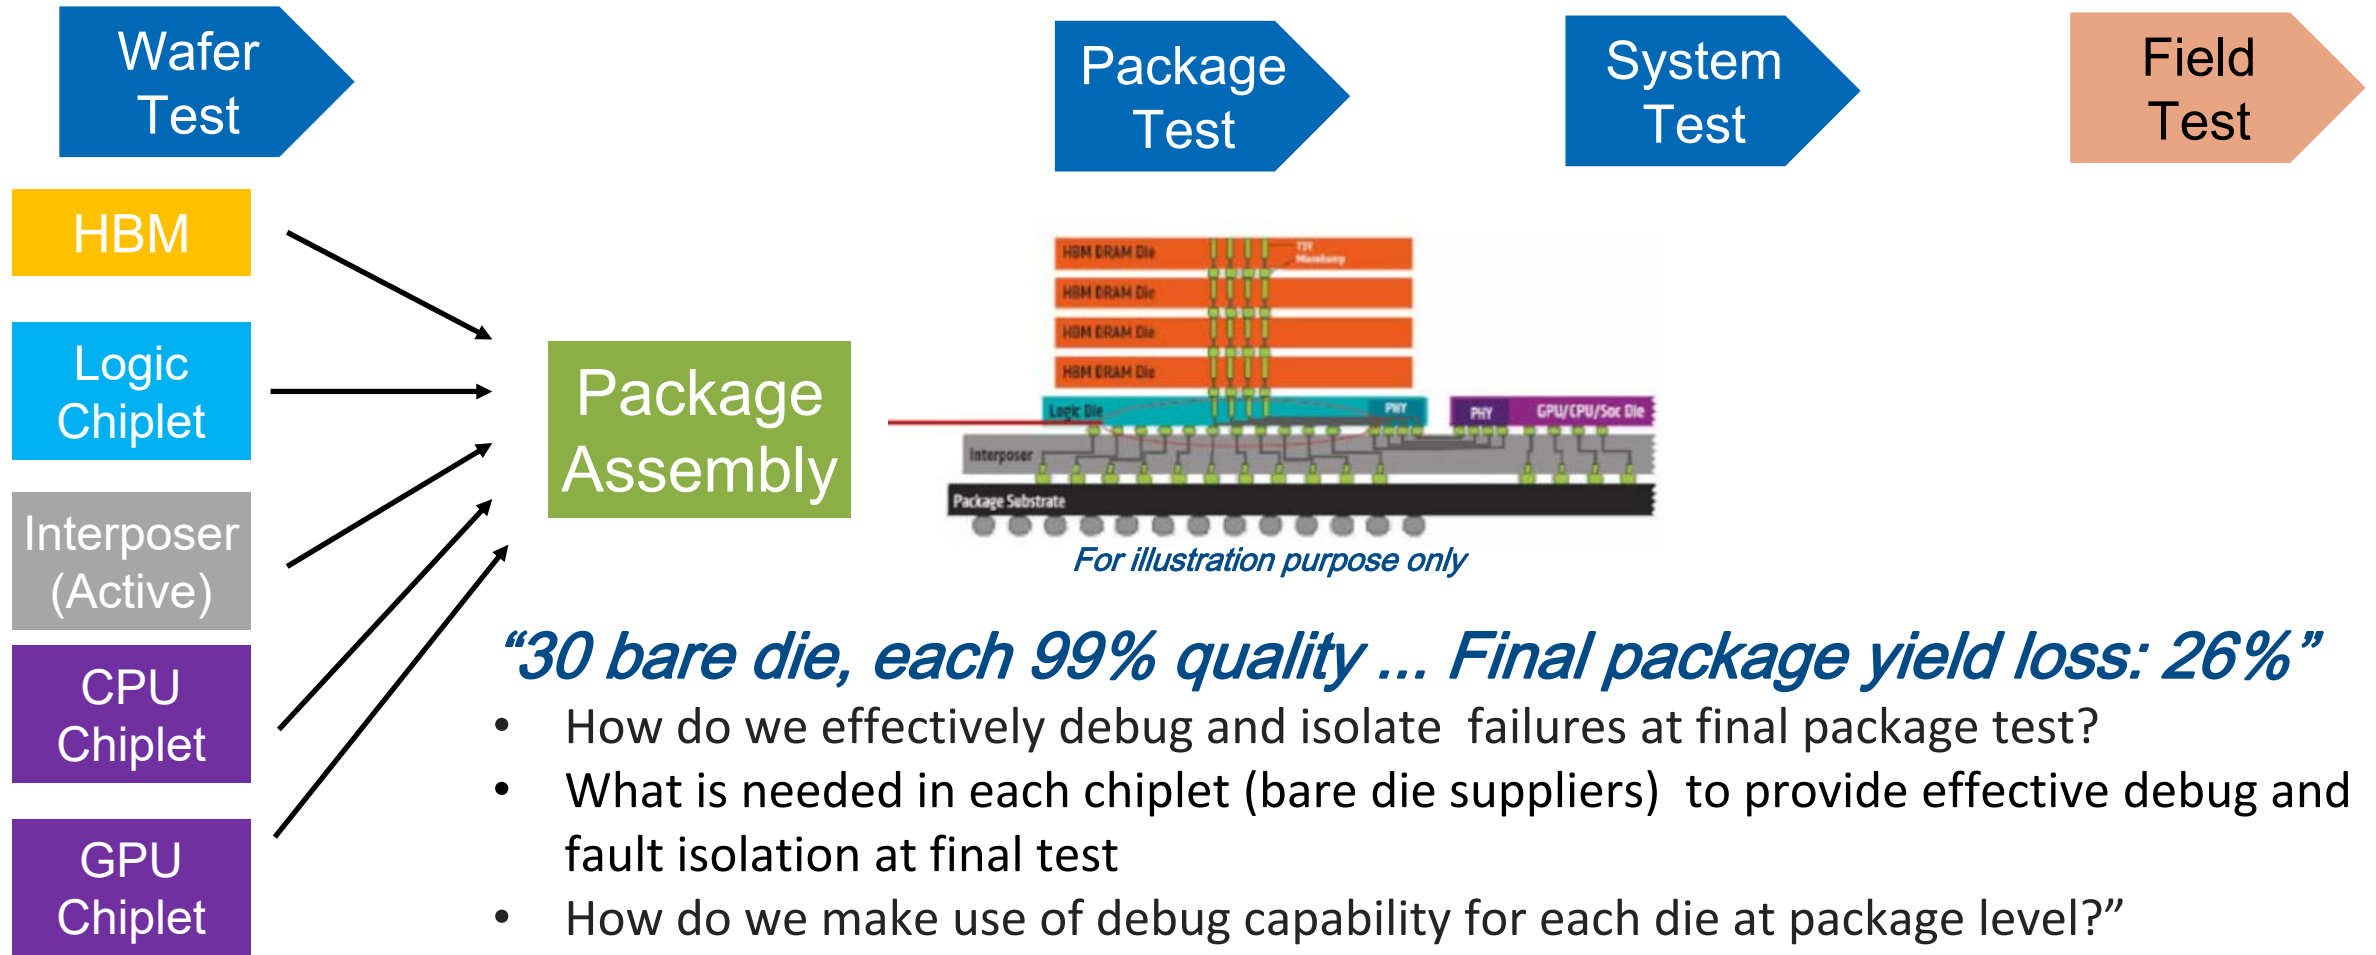 Wafer
Test
Package
Test
System
Test
Field
Test
HBM
Logic
Chiplet
Interposer
(Active)
CPU
Chiplet
GPU
Chiplet
Package
Assembly
HBM DRAM Die
TSV
Microbump
HBM DRAM Die
HBM DRAM Die
HBM DRAM Die
Logic Die
PHY
PHY
GPU/CPU/Soc Die
Interposer
Package Substrate
For illustration purpose only
“30 bare die, each 99% quality ... Final package yield loss: 26%”
• How do we effectively debug and isolate failures at final package test?
• What is needed in each chiplet (bare die suppliers) to provide effective debug and
fault isolation at final test
• How do we make use of debug capability for each die at package level?”